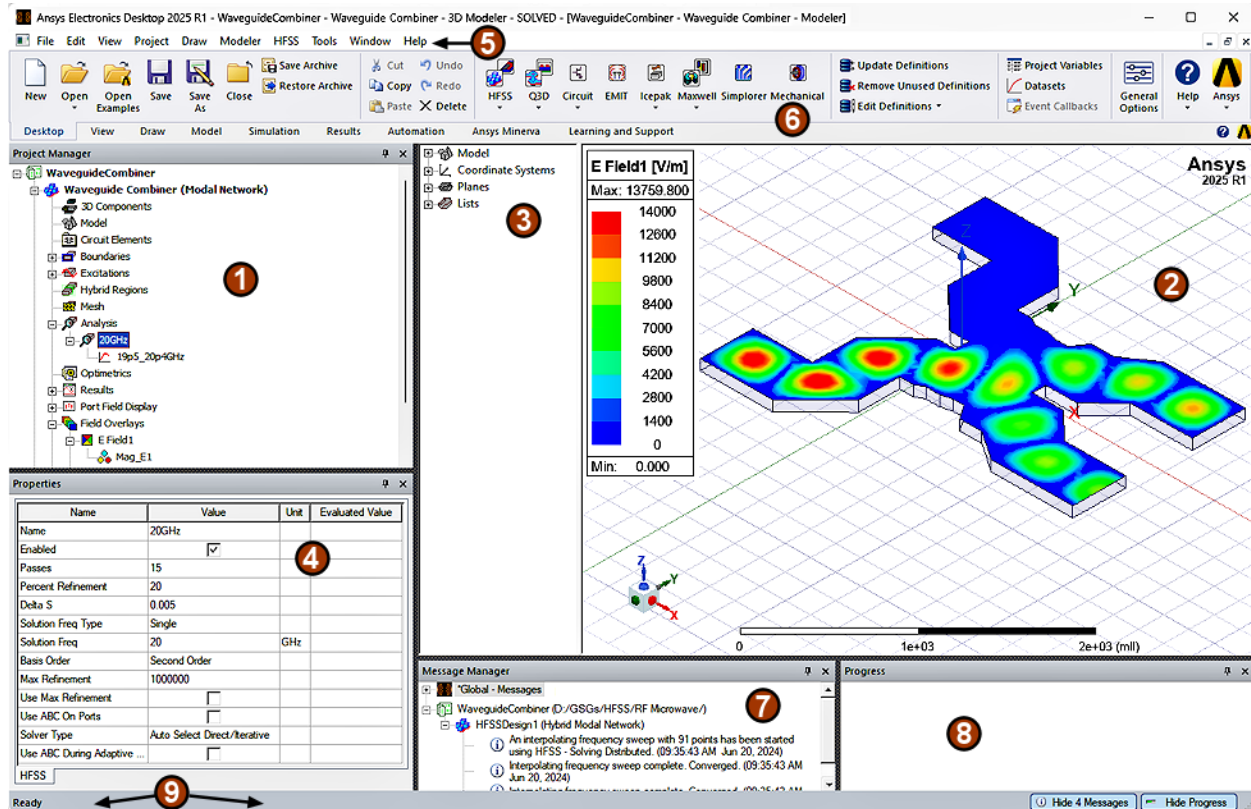 Ansys Electronics Desktop 2025 R1 - WaveguideCombiner - Waveguide Combiner - 3D Modeler - SOLVED - [WaveguideCombiner - Waveguide Combiner - Modeler]
File Edit View Project Draw Modeler HFSS Tools Window Help
5
New
Open
Open Examples
Save
Save As
Close
Save Archive
Restore Archive
Cut
Copy
Paste
Undo
Redo
Delete
HFSS
Q3D
Circuit
EMIT
Icepak
Maxwell
Simplorer
Mechanical
6
Update Definitions
Remove Unused Definitions
Edit Definitions
Project Variables
Datasets
Event Callbacks
General Options
Help
Ansys
Desktop View Draw Model Simulation Results Automation Ansys Minerva Learning and Support
Project Manager
WaveguideCombiner
Waveguide Combiner (Modal Network)
3D Components
Model
Circuit Elements
Boundaries
Excitations
Hybrid Regions
Mesh
Analysis
20GHz
19p5_20p4GHz
Optimetrics
Results
Port Field Display
Field Overlays
E Field1
Mag_E1
1
Model
Coordinate Systems
Planes
Lists
3
E Field1 [V/m]
Max: 13759.800
14000
12600
11200
9800
8400
7000
5600
4200
2800
1400
0
Min: 0.000
Ansys
2025 R1
2
Z
Y
X
Z
Y
X
0 1e+03 2e+03 (mil)
Properties
Name Value Unit Evaluated Value
Name 20GHz
Enabled
Passes 15
Percent Refinement 20
Delta S 0.005
Solution Freq Type Single
Solution Freq 20 GHz
Basis Order Second Order
Max Refinement 1000000
Use Max Refinement
Use ABC On Ports
Solver Type Auto Select Direct/Iterative
Use ABC During Adaptive ...
4
HFSS
Message Manager
*Global - Messages
WaveguideCombiner (D:/GSGs/HFSS/RF Microwave/)
HFSSDesign1 (Hybrid Modal Network)
An interpolating frequency sweep with 91 points has been started
using HFSS - Solving Distributed. (09:35:43 AM Jun 20, 2024)
Interpolating frequency sweep complete. Converged. (09:35:43 AM
Jun 20, 2024)
Interpolating frequency sweep complete. Converged. (09:35:43 AM
7
Progress
8
Ready
9
Hide 4 Messages
Hide Progress